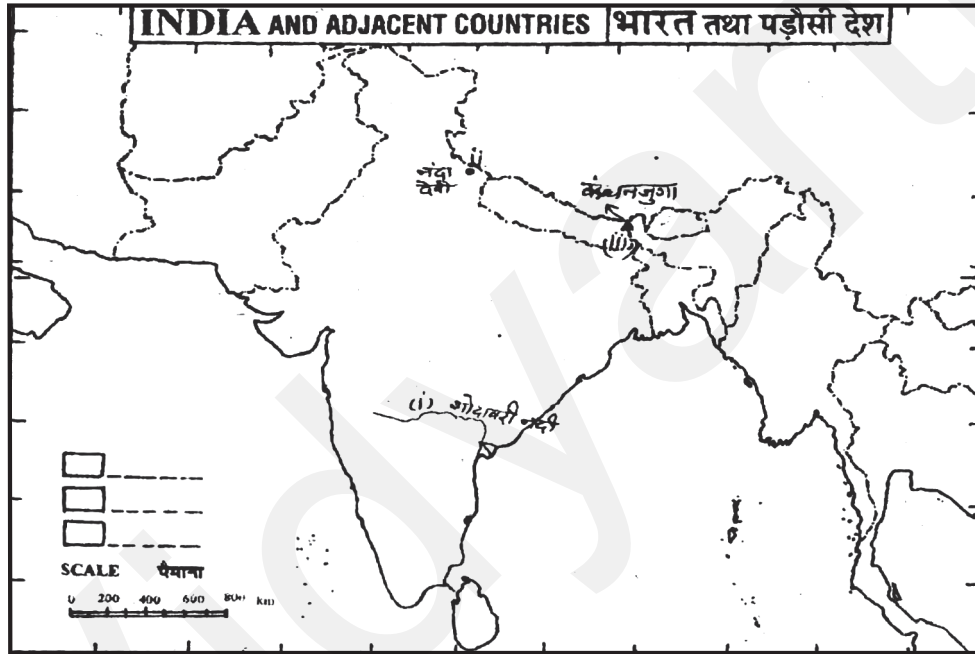 INDIA AND ADJACENT COUNTRIES भारत तथा पड़ौसी देश
ii
नंदा
देवी
कंचनजुगा
(iii)
(i) गोदावरी नदी
SCALE पैमाना
0 200 400 600 800 km